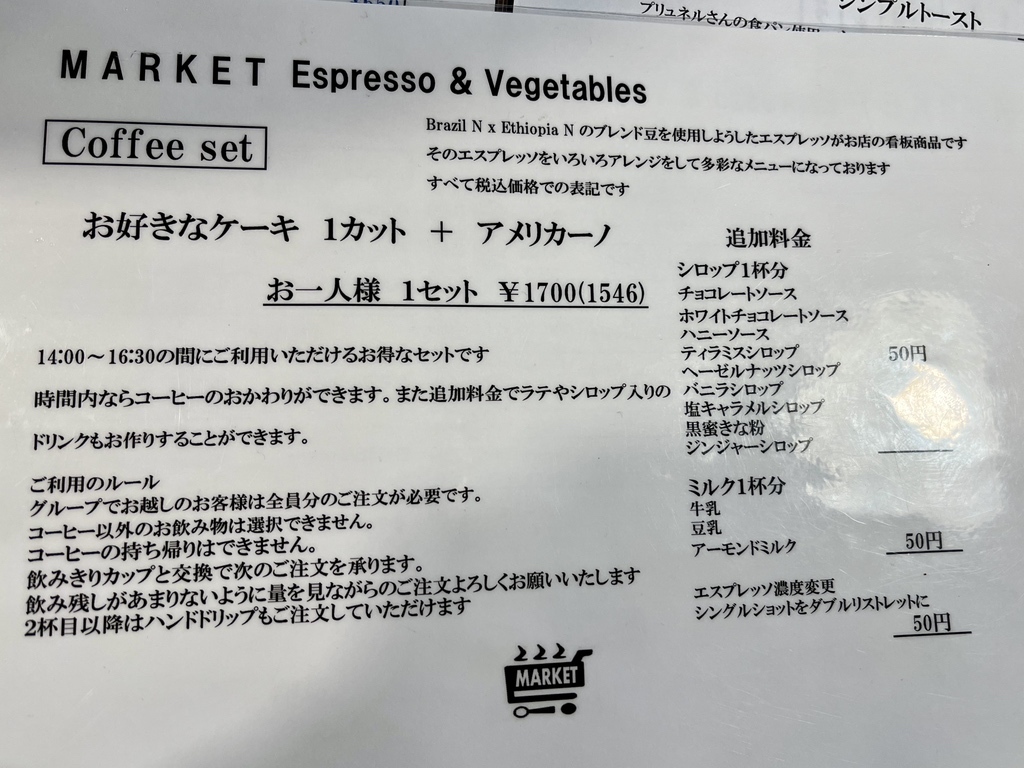 プリュネルさんの食パン使用
シンプルトースト
MARKET Espresso & Vegetables
Coffee set
Brazil N x Ethiopia N のブレンド豆を使用しようしたエスプレッソがお店の看板商品です
そのエスプレッソをいろいろアレンジをして多彩なメニューになっております
すべて税込価格での表記です
お好きなケーキ 1カット + アメリカーノ
お一人様 1セット ¥1700(1546)
14:00～16:30の間にご利用いただけるお得なセットです
時間内ならコーヒーのおかわりができます。また追加料金でラテやシロップ入りの
ドリンクもお作りすることができます。
ご利用のルール
グループでお越しのお客様は全員分のご注文が必要です。
コーヒー以外のお飲み物は選択できません。
コーヒーの持ち帰りはできません。
飲みきりカップと交換で次のご注文を承ります。
飲み残しがあまりないように量を見ながらのご注文よろしくお願いいたします
2杯目以降はハンドドリップもご注文していただけます
追加料金
シロップ1杯分
チョコレートソース
ホワイトチョコレートソース
ハニーソース
ティラミスシロップ 50円
ヘーゼルナッツシロップ
バニラシロップ
塩キャラメルシロップ
黒蜜きな粉
ジンジャーシロップ
ミルク1杯分
牛乳
豆乳
アーモンドミルク 50円
エスプレッソ濃度変更
シングルショットをダブルリストレットに
50円
MARKET